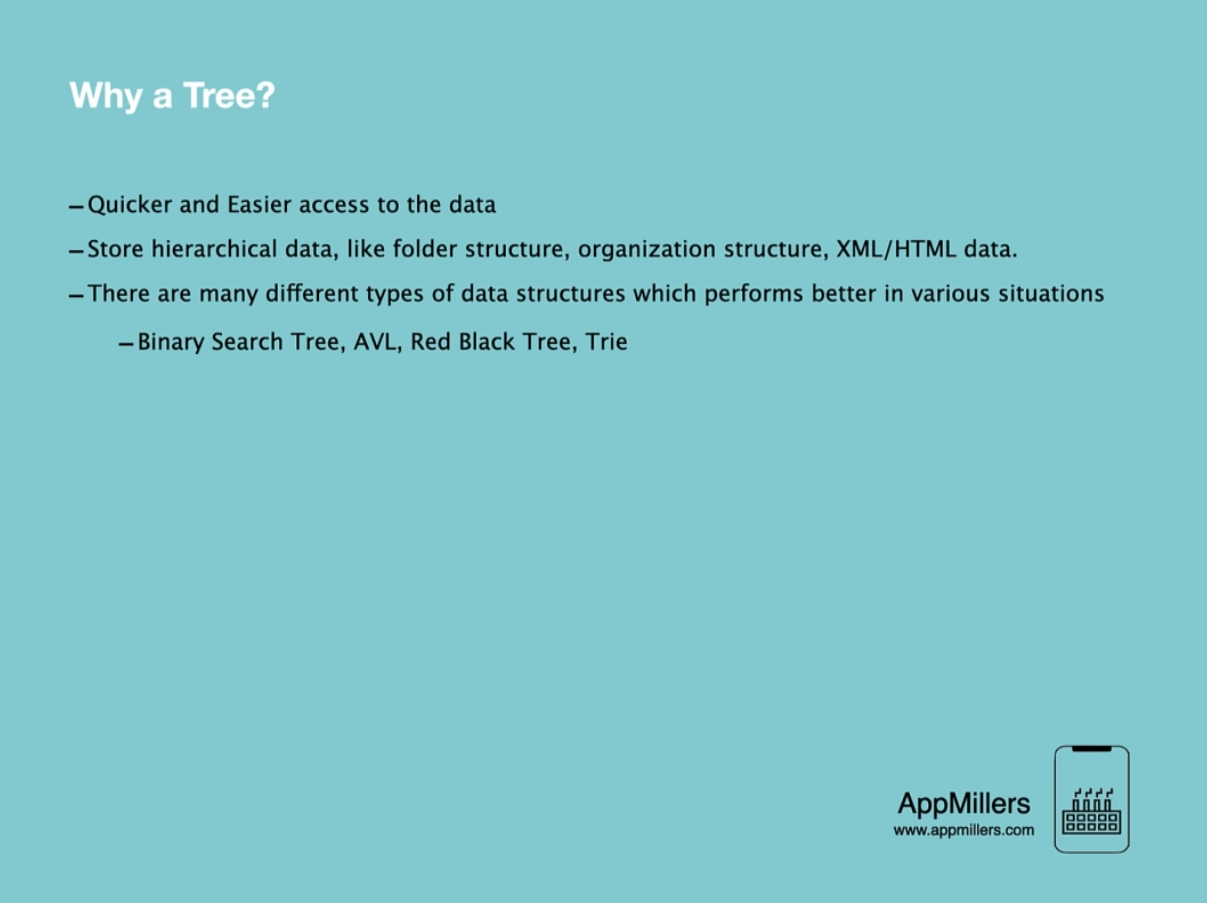 Why a Tree?
– Quicker and Easier access to the data
– Store hierarchical data, like folder structure, organization structure, XML/HTML data.
– There are many different types of data structures which performs better in various situations
– Binary Search Tree, AVL, Red Black Tree, Trie
AppMillers
www.appmillers.com